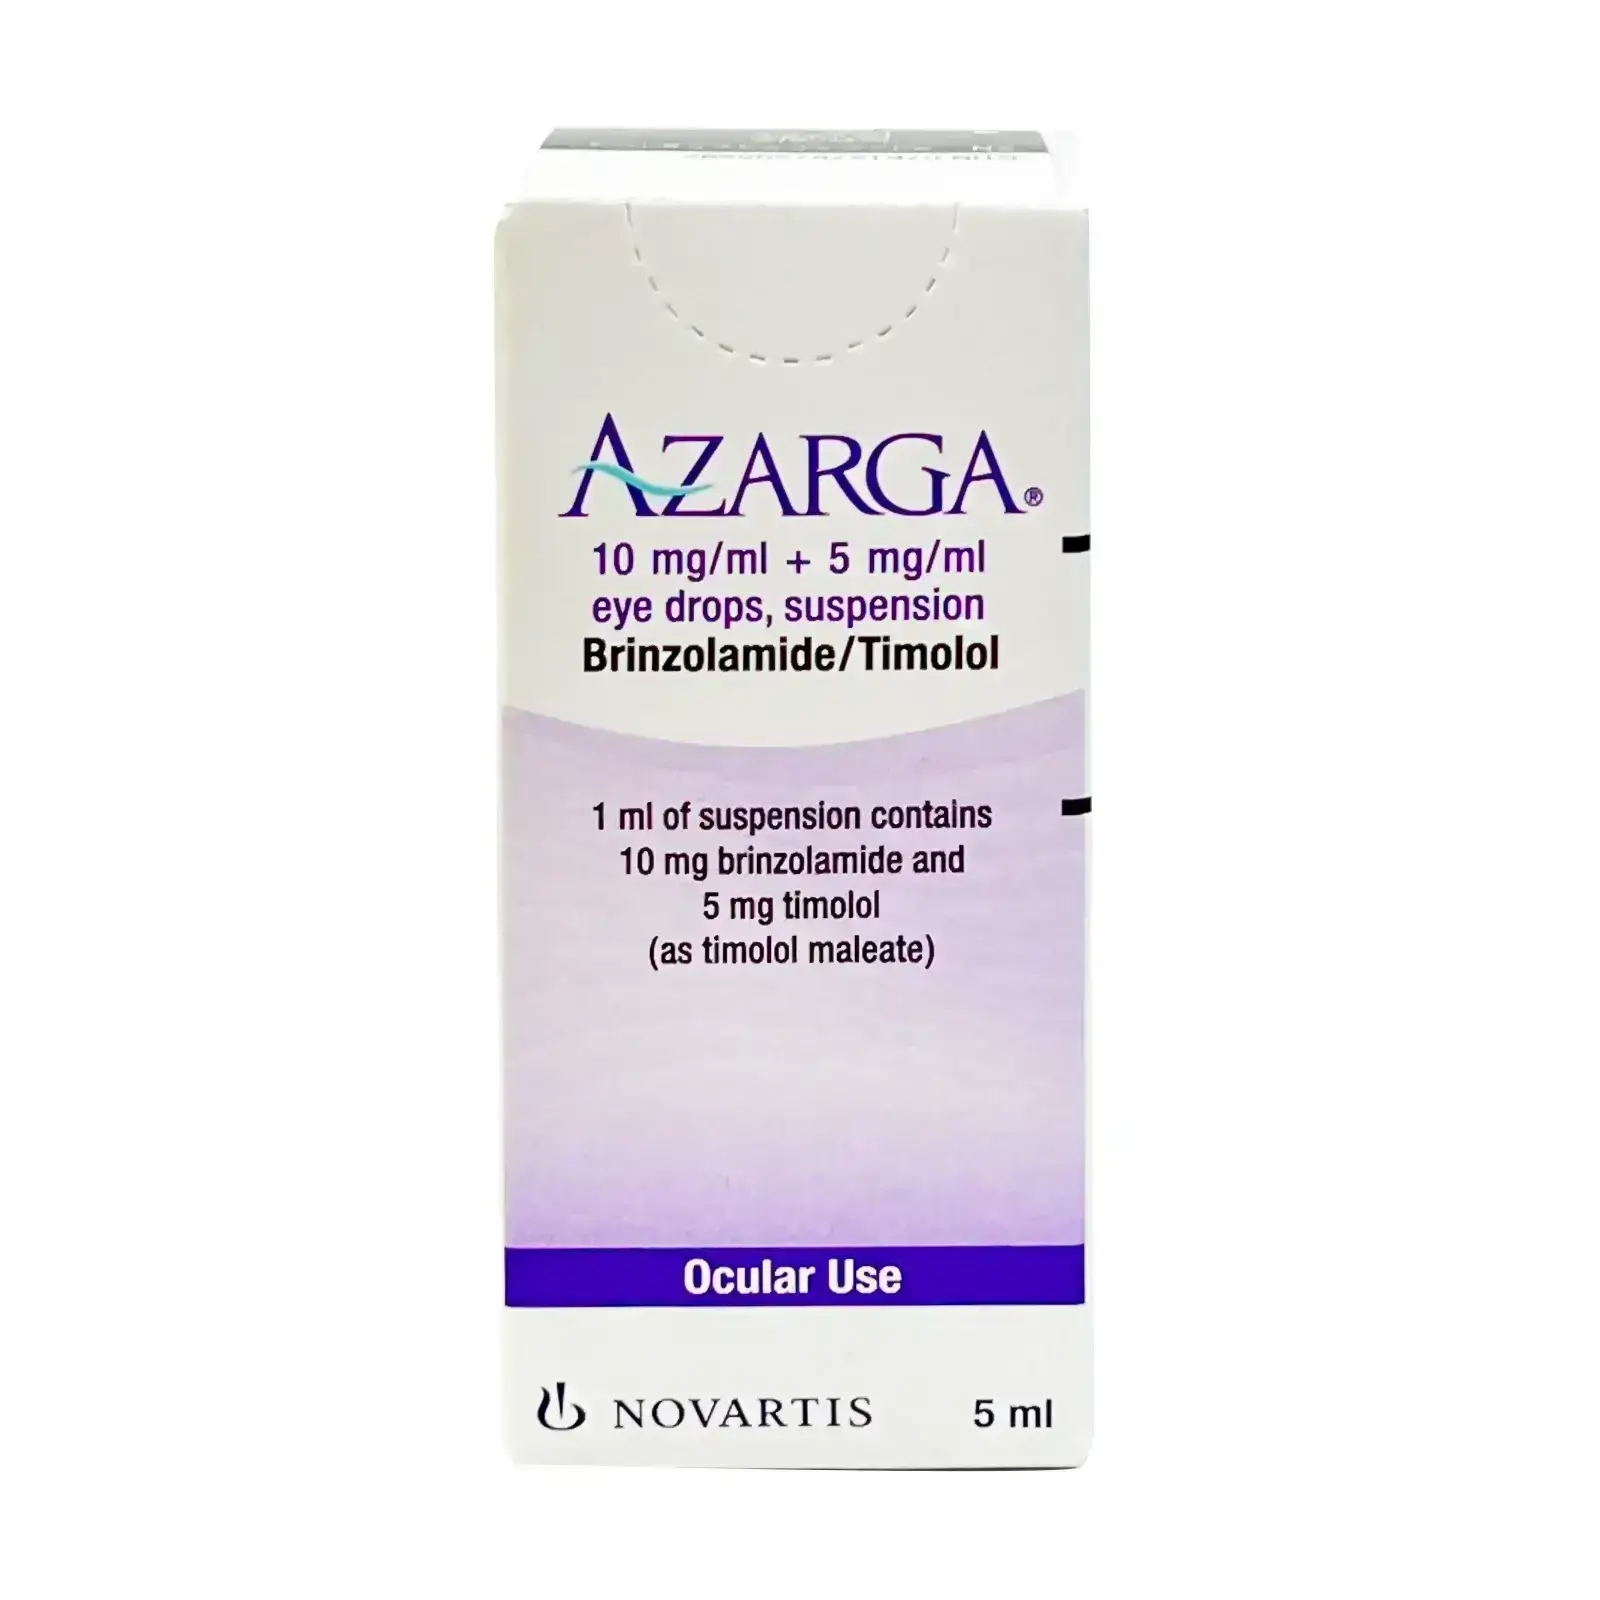 AZARGA®
10 mg/ml + 5 mg/ml
eye drops, suspension
Brinzolamide/Timolol
1 ml of suspension contains
10 mg brinzolamide and
5 mg timolol
(as timolol maleate)
Ocular Use
NOVARTIS 5 ml